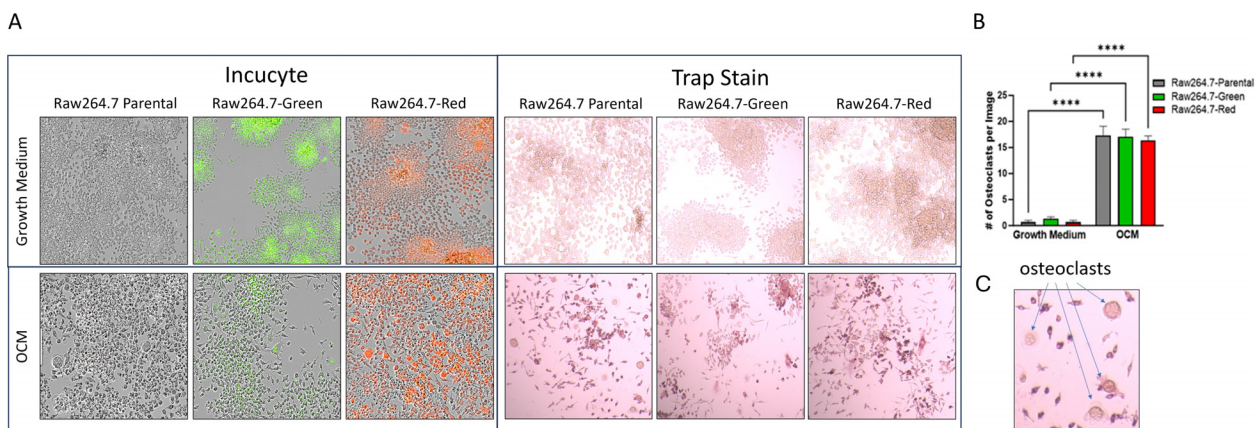 A
Incucyte
Trap Stain
Raw264.7 Parental
Raw264.7-Green
Raw264.7-Red
Raw264.7 Parental
Raw264.7-Green
Raw264.7-Red
Growth Medium
OCM
B
****
****
****
Raw264.7-Parental
Raw264.7-Green
Raw264.7-Red
# of Osteoclasts per Image
25
20
15
10
5
0
Growth Medium
OCM
C
osteoclasts